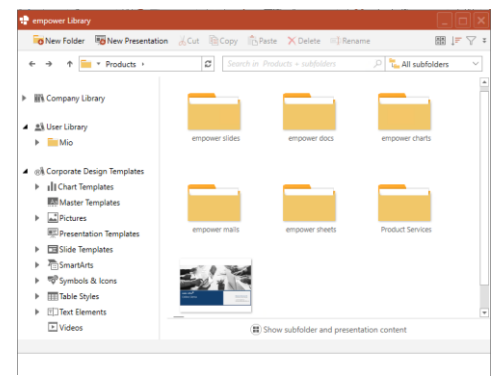 empower Library
New Folder New Presentation Cut Copy Paste Delete Rename
Products
Search in Products + subfolders
All subfolders
Company Library
User Library
Mio
Corporate Design Templates
Chart Templates
Master Templates
Pictures
Presentation Templates
Slide Templates
SmartArts
Symbols & Icons
Table Styles
Text Elements
Videos
empower slides empower docs empower charts
empower mails empower sheets Product Services
Show subfolder and presentation content